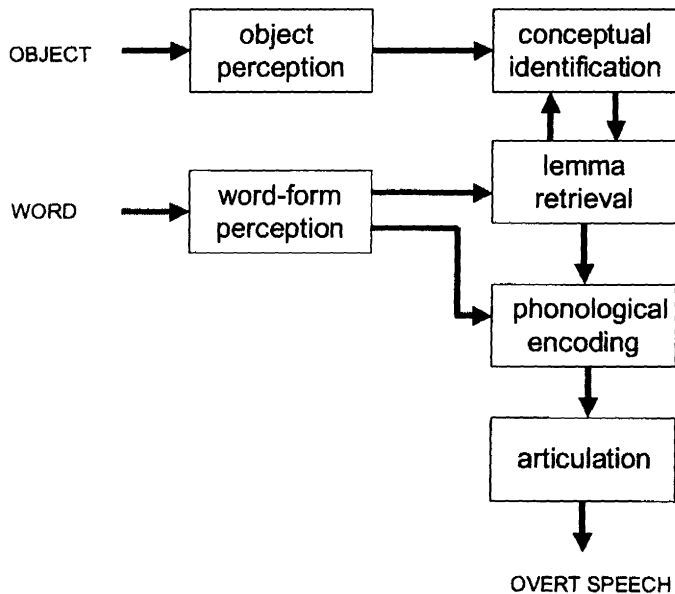 OBJECT
object
perception
conceptual
identification
WORD
word-form
perception
lemma
retrieval
phonological
encoding
articulation
OVERT SPEECH